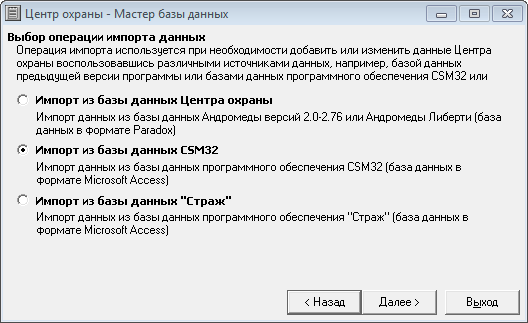 Центр охраны - Мастер базы данных
Выбор операции импорта данных
Операция импорта используется при необходимости добавить или изменить данные Центра
охраны воспользовавшись различными источниками данных, например, базой данных
предыдущей версии программы или базами данных программного обеспечения CSM32 или
Импорт из базы данных Центра охраны
Импорт данных из базы данных Андромеды версий 2.0-2.76 или Андромеды Либерти (база
данных в формате Paradox)
Импорт из базы данных CSM32
Импорт данных из базы данных программного обеспечения CSM32 (база данных в
формате Microsoft Access)
Импорт из базы данных "Страж"
Импорт данных из базы данных программного обеспечения "Страж" (база данных в
формате Microsoft Access)
< Назад Далее > Выход